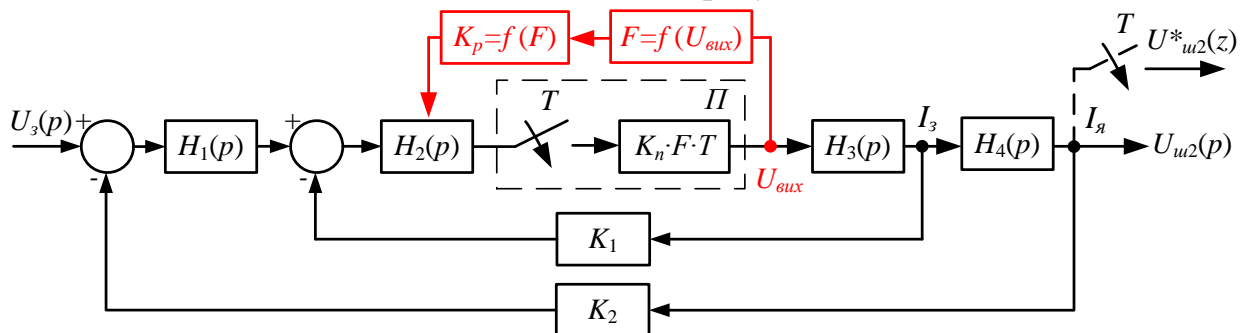 K_p=f(F)
F=f(U_вих)
T
U*_ш2(z)
U_з(p)
+
-
H_1(p)
+
-
H_2(p)
T
П
K_п·F·T
U_вих
H_3(p)
I_з
H_4(p)
I_я
U_ш2(p)
K_1
K_2